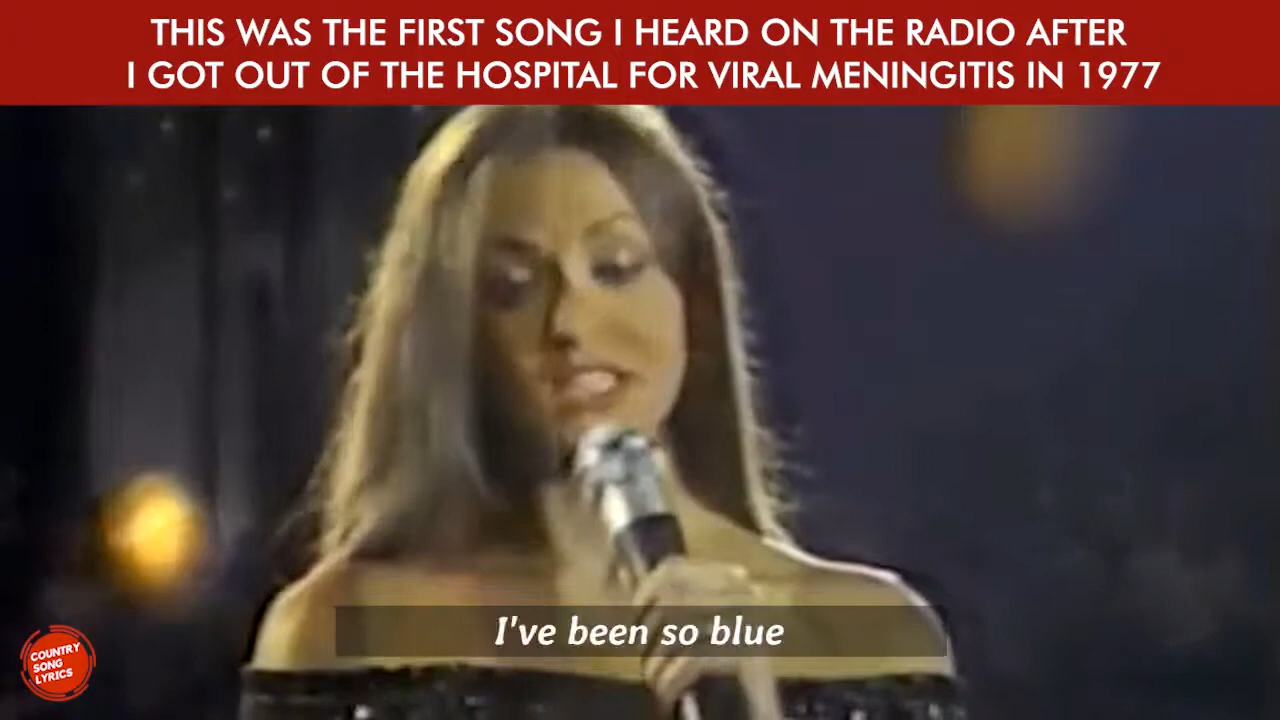 THIS WAS THE FIRST SONG I HEARD ON THE RADIO AFTER
I GOT OUT OF THE HOSPITAL FOR VIRAL MENINGITIS IN 1977
I've been so blue
COUNTRY
SONG
LYRICS